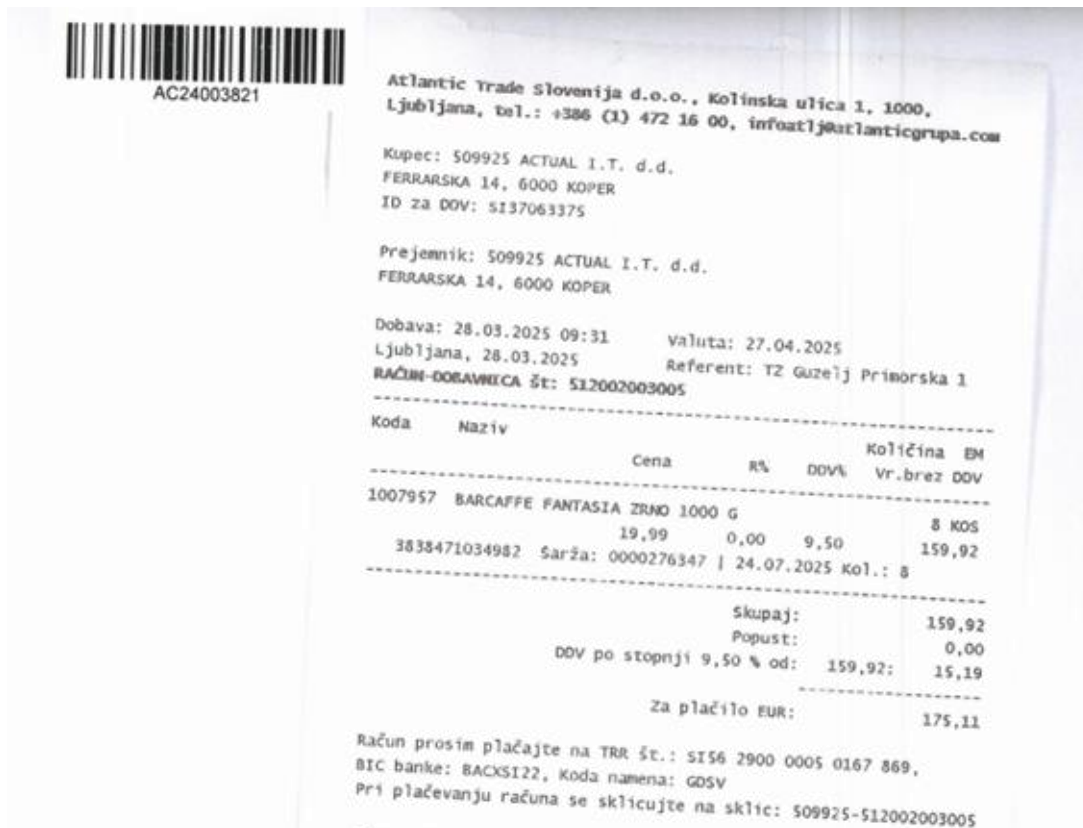 AC24003821
Atlantic Trade Slovenija d.o.o., Kolinska ulica 1, 1000,
Ljubljana, tel.: +386 (1) 472 16 00, infoatlj@atlanticgrupa.com
Kupec: 509925 ACTUAL I.T. d.d.
FERRARSKA 14, 6000 KOPER
ID za DDV: SI37063375
Prejemnik: 509925 ACTUAL I.T. d.d.
FERRARSKA 14, 6000 KOPER
Dobava: 28.03.2025 09:31 Valuta: 27.04.2025
Ljubljana, 28.03.2025 Referent: TZ Guzelj Primorska 1
RAČUN-DOBAVNICA št: 512002003005
Koda Naziv Količina EM
Cena R% DDV% Vr.brez DDV
1007957 BARCAFFE FANTASIA ZRNO 1000 G 8 KOS
19,99 0,00 9,50 159,92
3838471034982 Šarža: 0000276347 | 24.07.2025 Kol.: 8
Skupaj: 159,92
Popust: 0,00
DDV po stopnji 9,50 % od: 159,92: 15,19
Za plačilo EUR: 175,11
Račun prosim plačajte na TRR št.: SI56 2900 0005 0167 869,
BIC banke: BACXSI22, Koda namena: GDSV
Pri plačevanju računa se sklicujte na sklic: 509925-512002003005